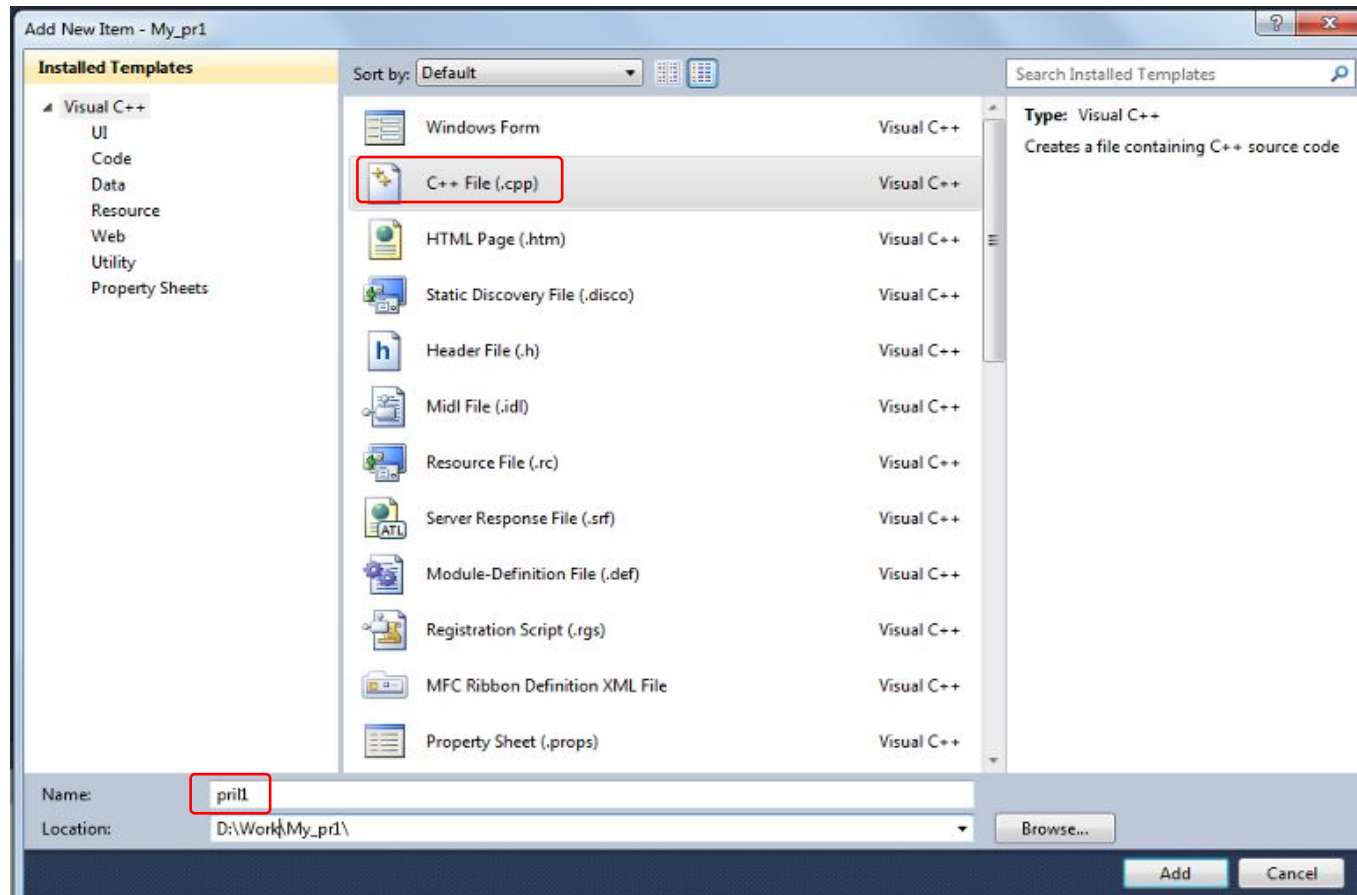 Add New Item - My_pr1
Installed Templates
Visual C++
UI
Code
Data
Resource
Web
Utility
Property Sheets
Sort by: Default
Windows Form Visual C++
C++ File (.cpp) Visual C++
HTML Page (.htm) Visual C++
Static Discovery File (.disco) Visual C++
Header File (.h) Visual C++
Midl File (.idl) Visual C++
Resource File (.rc) Visual C++
Server Response File (.srf) Visual C++
Module-Definition File (.def) Visual C++
Registration Script (.rgs) Visual C++
MFC Ribbon Definition XML File Visual C++
Property Sheet (.props) Visual C++
Search Installed Templates
Type: Visual C++
Creates a file containing C++ source code
Name: pril1
Location: D:\Work\My_pr1\
Browse...
Add Cancel